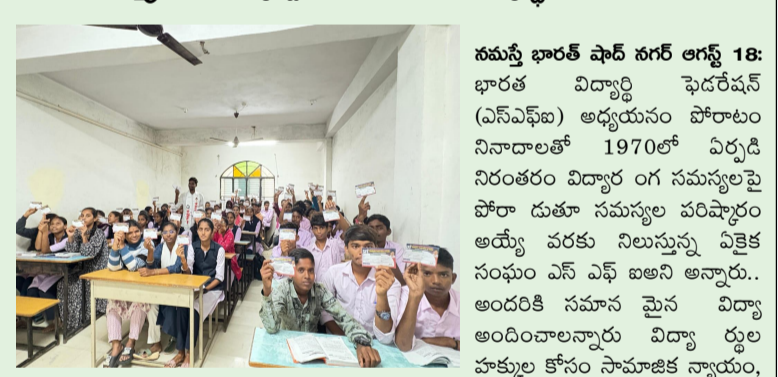 నమస్తే భారత్ షాద్ నగర్ ఆగస్ట్ 18:
భారత విద్యార్థి ఫెడరేషన్
(ఎస్ఎఫ్ఐ) అధ్యయనం పోరాటం
నినాదాలతో 1970లో ఏర్పడి
నిరంతరం విద్యార ంగ సమస్యలపై
పోరా డుతూ సమస్యల పరిష్కారం
అయ్యే వరకు నిలుస్తున్న ఏకైక
సంఘం ఎస్ ఎఫ్ ఐఅని అన్నారు..
అందరికి సమాన మైన విద్యా
అందించాలన్నారు విద్యా ర్థుల
హక్కుల కోసం సామాజిక న్యాయం,